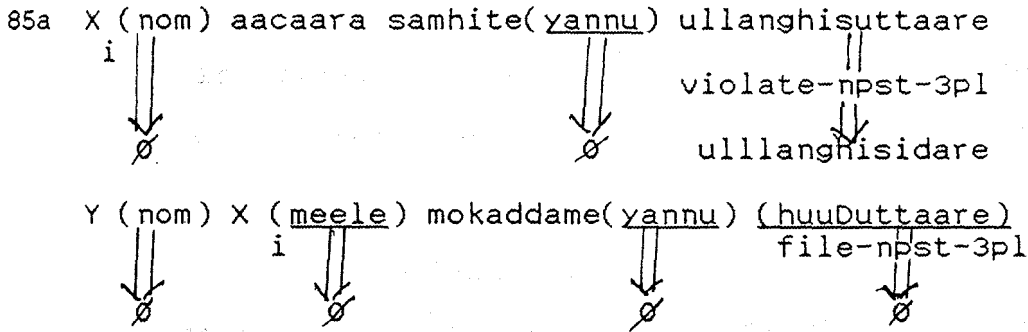 85a X (nom) aacaara samhite(yannu) ullanghisuttaare
i
violate-npst-3pl
ø ø ulllanghisidare
Y (nom) X (meele) mokaddame(yannu) (huuDuttaare)
i file-npst-3pl
ø ø ø ø